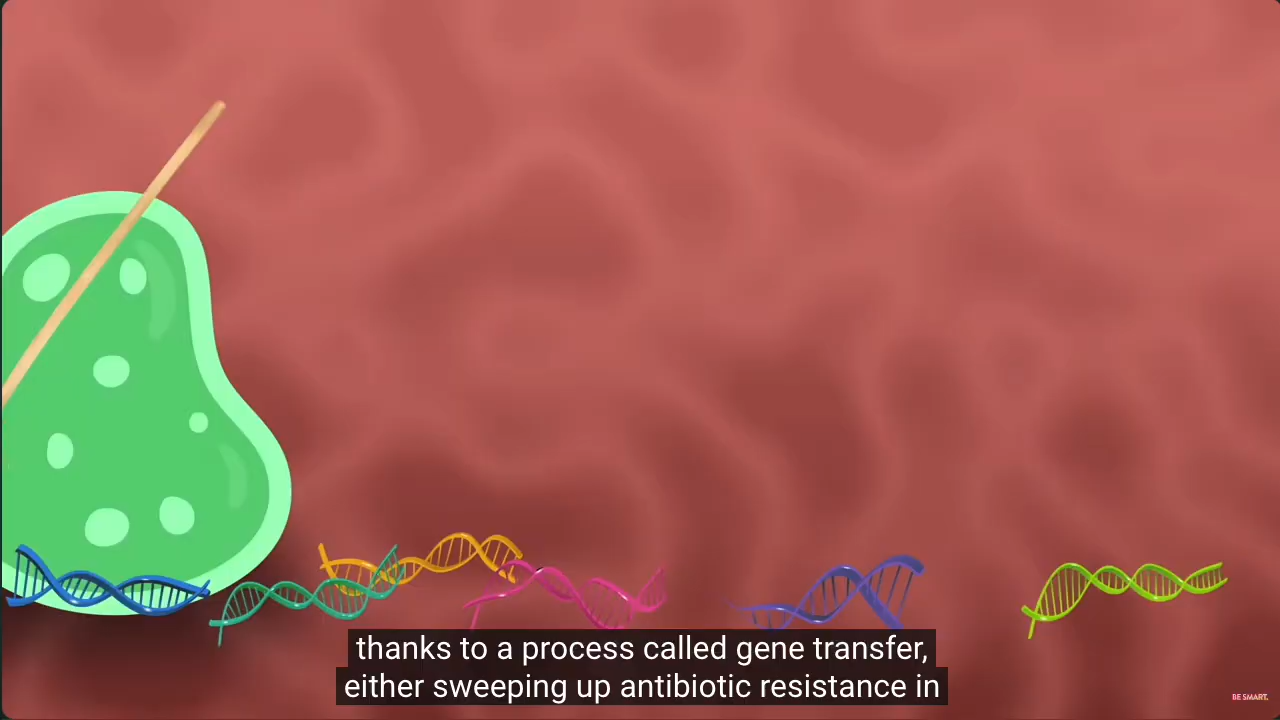 thanks to a process called gene transfer,
either sweeping up antibiotic resistance in
BE SMART.